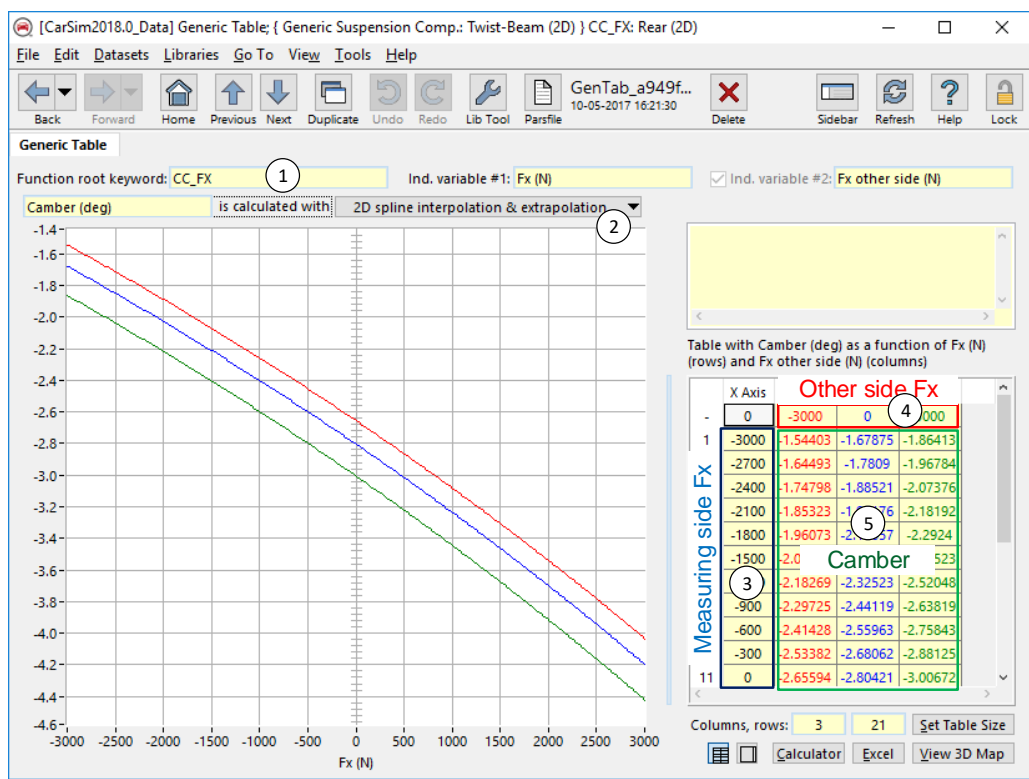 [CarSim2018.0_Data] Generic Table; { Generic Suspension Comp.: Twist-Beam (2D) } CC_FX: Rear (2D)
File Edit Datasets Libraries Go To View Tools Help
GenTab_a949f...
10-05-2017 16:21:30
Back Forward Home Previous Next Duplicate Undo Redo Lib Tool Parsfile Delete Sidebar Refresh Help Lock
Generic Table
Function root keyword: CC_FX 1 Ind. variable #1: Fx (N) Ind. variable #2: Fx other side (N)
Camber (deg) is calculated with 2D spline interpolation & extrapolation
2
-1.4
-1.6
-1.8
-2.0
-2.2
-2.4
-2.6
-2.8
-3.0
-3.2
-3.4
-3.6
-3.8
-4.0
-4.2
-4.4
-4.6
-3000 -2500 -2000 -1500 -1000 -500 0 500 1000 1500 2000 2500 3000
Fx (N)
Table with Camber (deg) as a function of Fx (N)
(rows) and Fx other side (N) (columns)
X Axis Other side Fx
- 0 -3000 0 4 000
1 -3000 -1.54403 -1.67875 -1.86413
-2700 -1.64493 -1.7809 -1.96784
-2400 -1.74798 -1.88521 -2.07376
-2100 -1.85323 -2.18192
-1800 -1.96073 5 -2.2924
-1500 Camber 523
3 -2.18269 -2.32523 -2.52048
-900 -2.29725 -2.44119 -2.63819
-600 -2.41428 -2.55963 -2.75843
-300 -2.53382 -2.68062 -2.88125
11 0 -2.65594 -2.80421 -3.00672
Measuring side Fx
Columns, rows: 3 21 Set Table Size
Calculator Excel View 3D Map